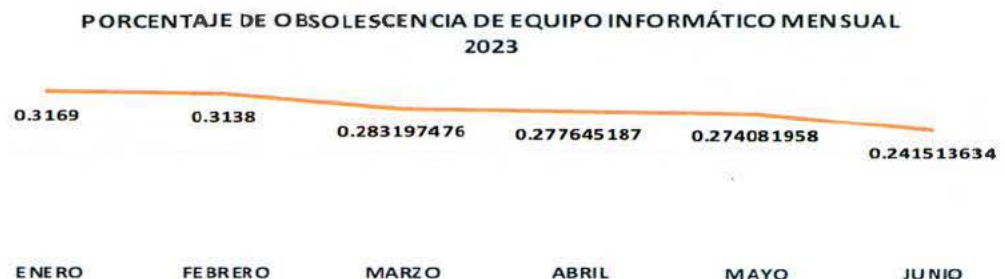 PORCENTAJE DE OBSOLESCENCIA DE EQUIPO INFORMÁTICO MENSUAL
2023
0.3169 0.3138 0.283197476 0.277645187 0.274081958 0.241513634
ENERO FEBRERO MARZO ABRIL MAYO JUNIO